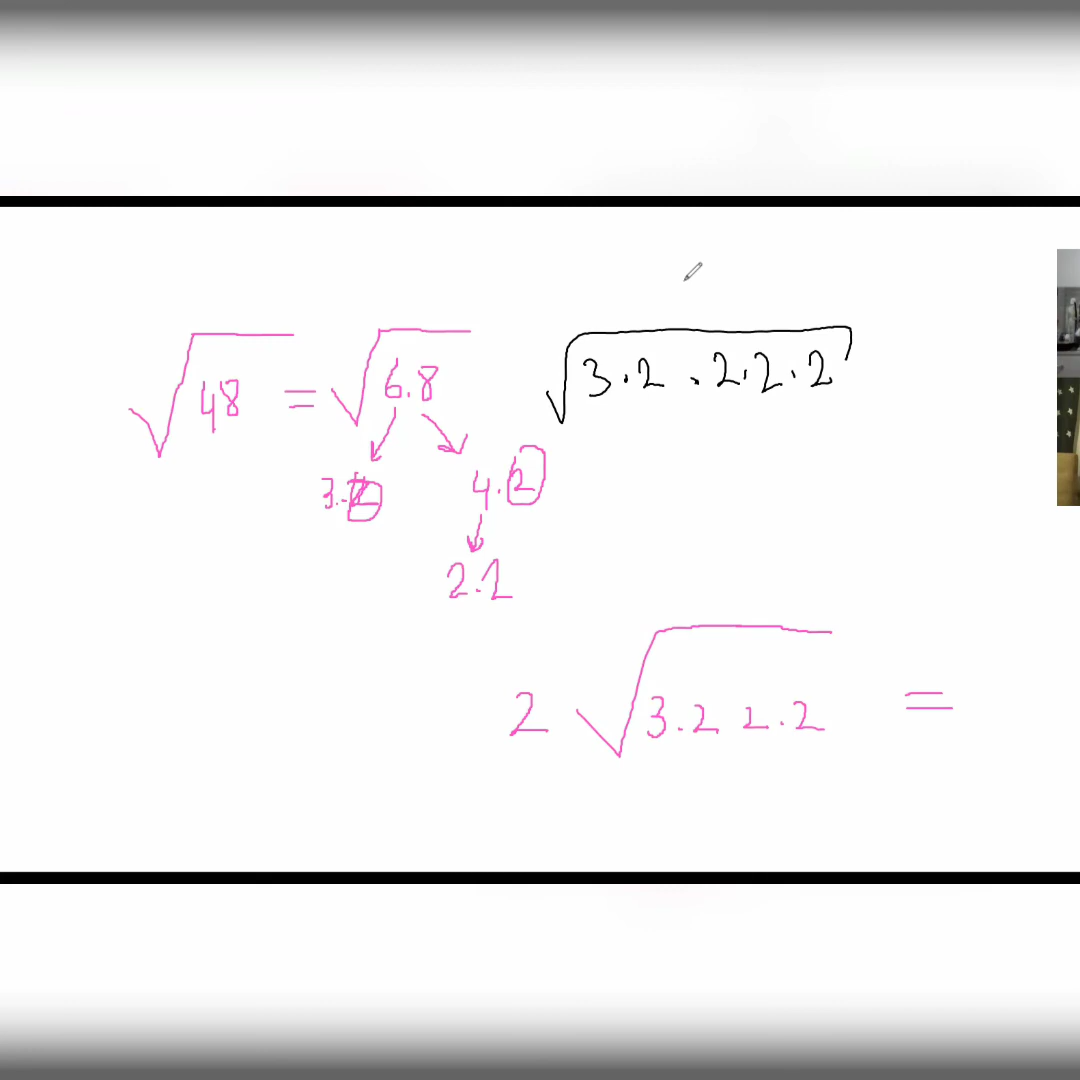 √48 = √6.8 √3.2.2.2.2
3.2 4.2
2.2
2 √3.2 2.2 =